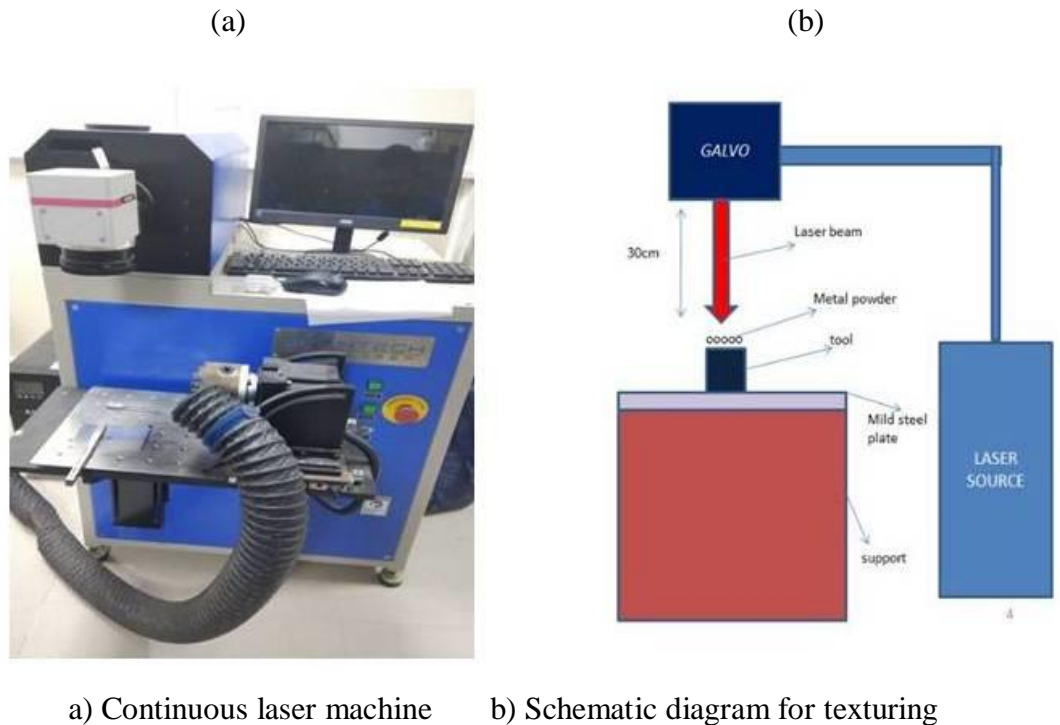 (a)
(b)
GALVO
30cm
Laser beam
Metal powder
ooooo
tool
Mild steel
plate
LASER
SOURCE
support
4
a) Continuous laser machine b) Schematic diagram for texturing